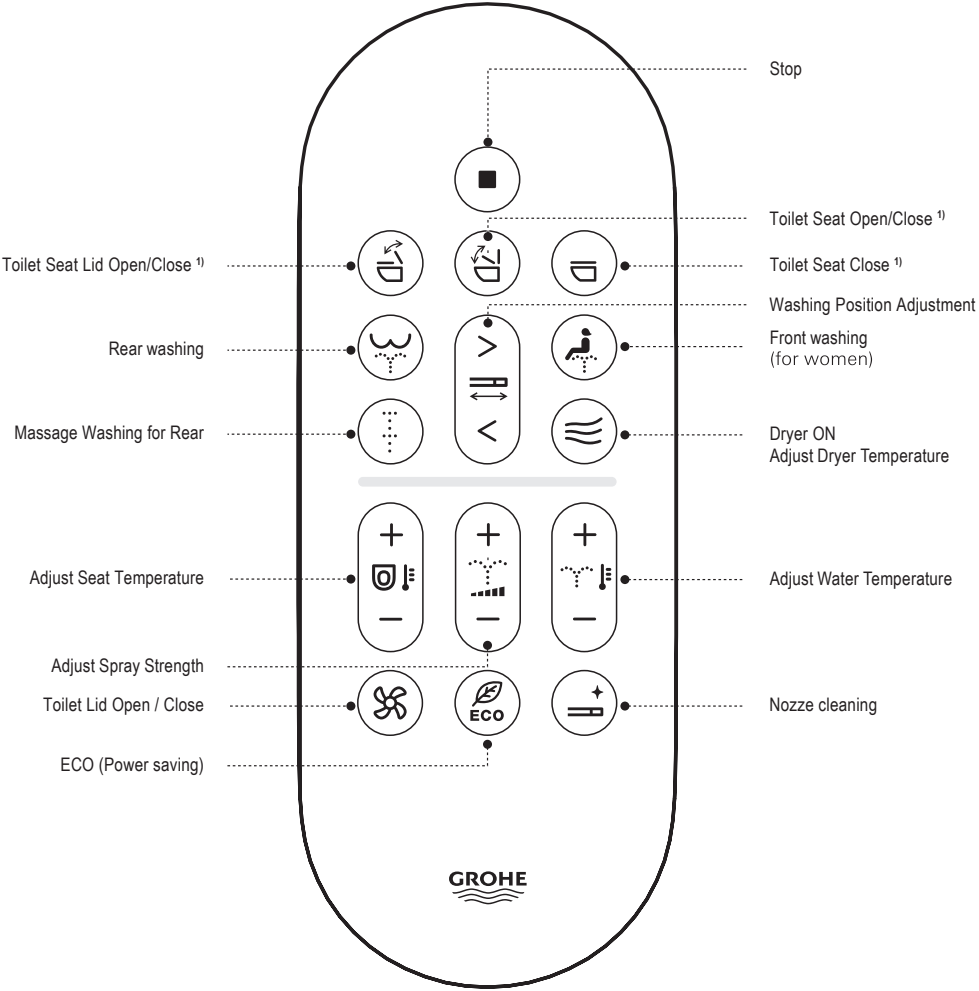 Stop
Toilet Seat Open/Close ¹⁾
Toilet Seat Lid Open/Close ¹⁾
Toilet Seat Close ¹⁾
Washing Position Adjustment
Rear washing
Front washing
(for women)
Massage Washing for Rear
Dryer ON
Adjust Dryer Temperature
Adjust Seat Temperature
Adjust Water Temperature
Adjust Spray Strength
Toilet Lid Open / Close
ECO
Nozze cleaning
ECO (Power saving)
GROHE